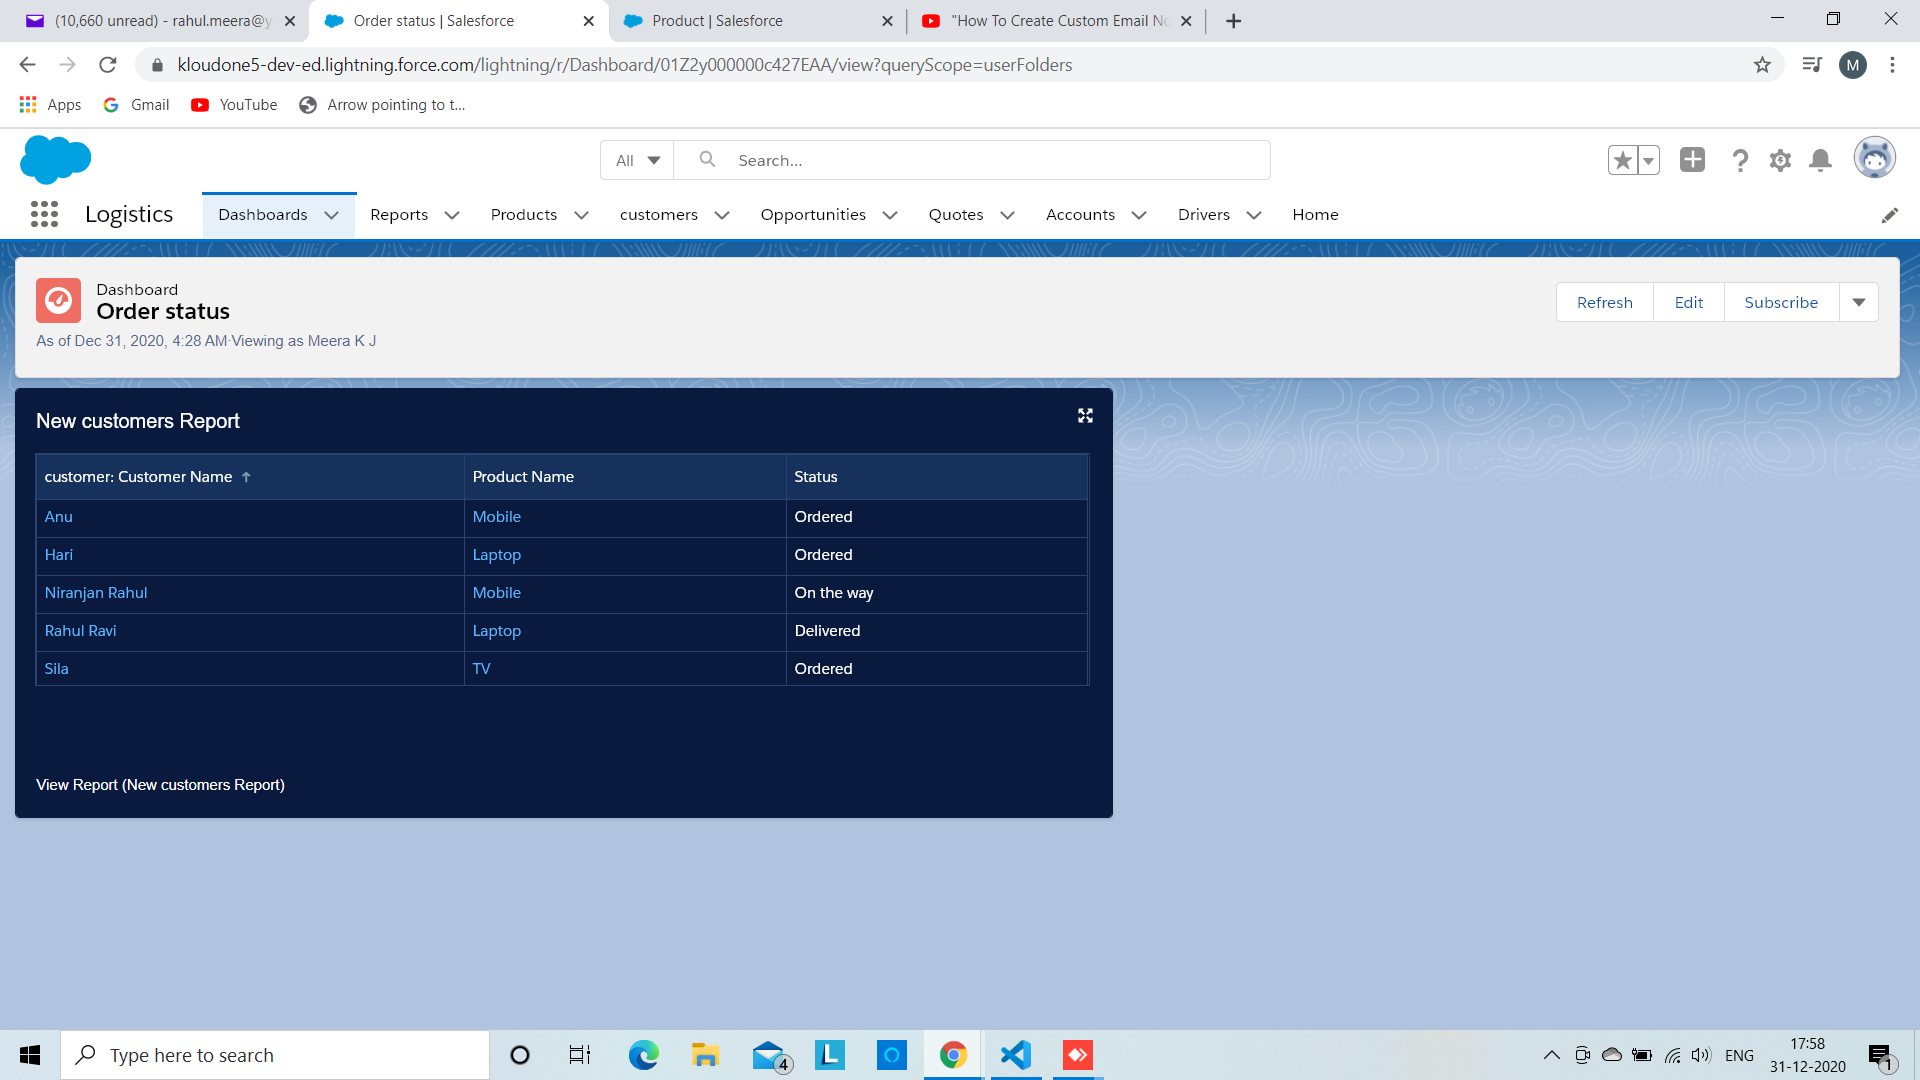 (10,660 unread) - rahul.meera@y
Order status | Salesforce
Product | Salesforce
"How To Create Custom Email No
kloudone5-dev-ed.lightning.force.com/lightning/r/Dashboard/01Z2y000000c427EAA/view?queryScope=userFolders
M
Apps
Gmail
YouTube
Arrow pointing to t...
All
Search...
Logistics
Dashboards
Reports
Products
customers
Opportunities
Quotes
Accounts
Drivers
Home
Dashboard
Order status
As of Dec 31, 2020, 4:28 AM·Viewing as Meera K J
Refresh
Edit
Subscribe
New customers Report
customer: Customer Name ↑ Product Name Status
Anu Mobile Ordered
Hari Laptop Ordered
Niranjan Rahul Mobile On the way
Rahul Ravi Laptop Delivered
Sila TV Ordered
View Report (New customers Report)
Type here to search
4
L
ENG
17:58
31-12-2020
1